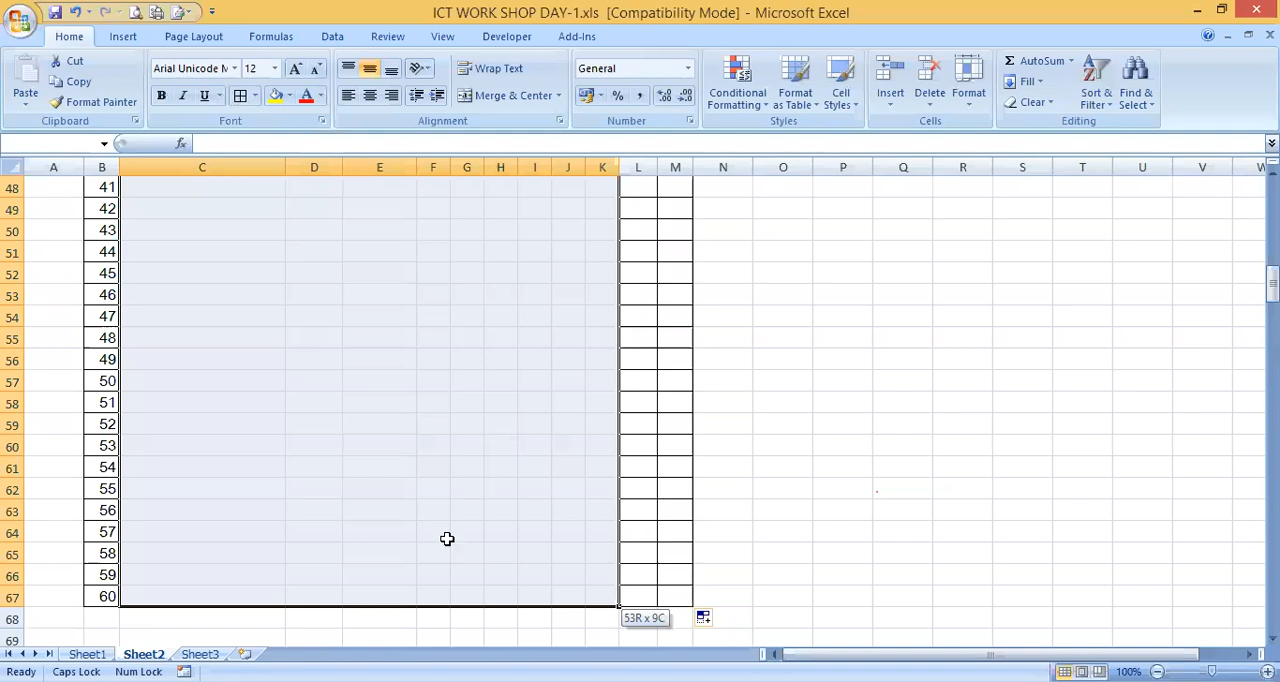 ICT WORK SHOP DAY-1.xls [Compatibility Mode] - Microsoft Excel
Home Insert Page Layout Formulas Data Review View Developer Add-Ins
Paste
Cut
Copy
Format Painter
Clipboard
Arial Unicode M 12 A A
B I U A
Font
Wrap Text
Merge & Center
Alignment
General
% ,
Number
Conditional Formatting
Format as Table
Cell Styles
Styles
Insert Delete Format
Cells
Σ AutoSum
Fill
Clear
Sort & Filter
Find & Select
Editing
fx
A B C D E F G H I J K L M N O P Q R S T U V W
48 41
49 42
50 43
51 44
52 45
53 46
54 47
55 48
56 49
57 50
58 51
59 52
60 53
61 54
62 55
63 56
64 57
65 58
66 59
67 60
68 53R x 9C
69
Sheet1 Sheet2 Sheet3
Ready Caps Lock Num Lock 100%